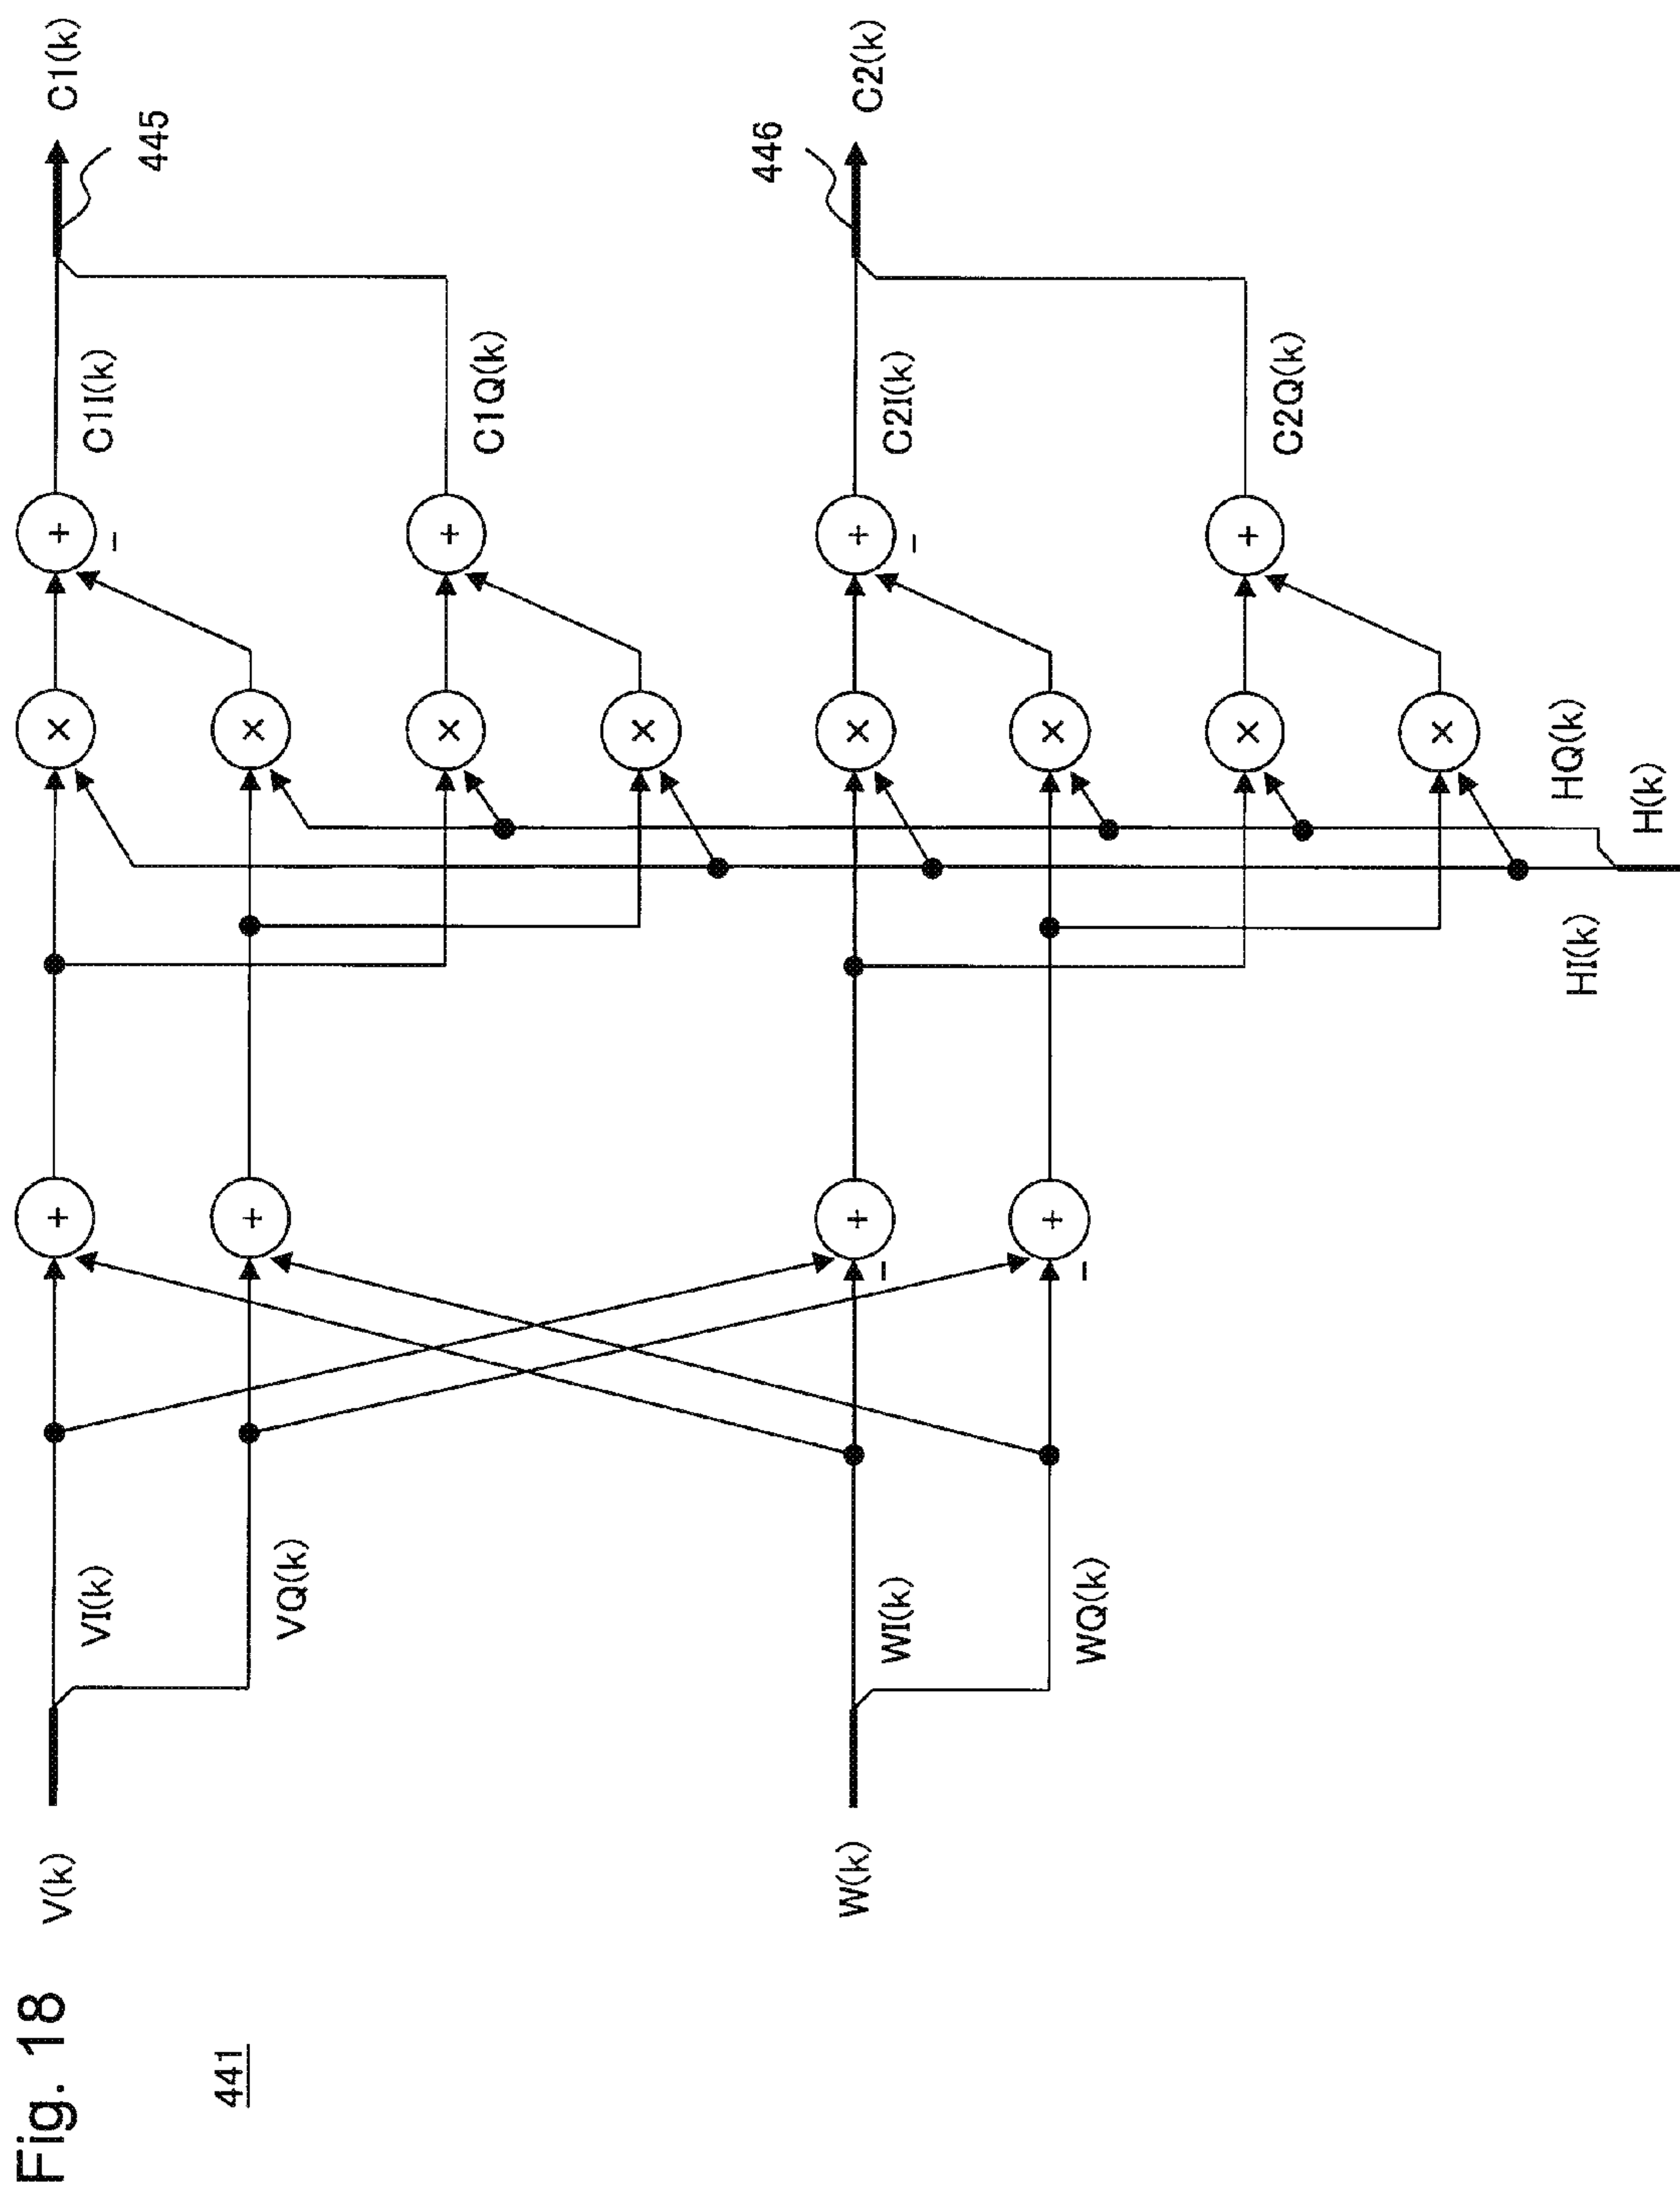 Fig. 18
441
V(k)
VI(k)
VQ(k)
W(k)
WI(k)
WQ(k)
+
+
+
−
+
−
×
×
×
×
×
×
×
×
HI(k)
HQ(k)
H(k)
+
−
+
+
−
+
C1I(k)
C1Q(k)
C2I(k)
C2Q(k)
445
C1(k)
446
C2(k)